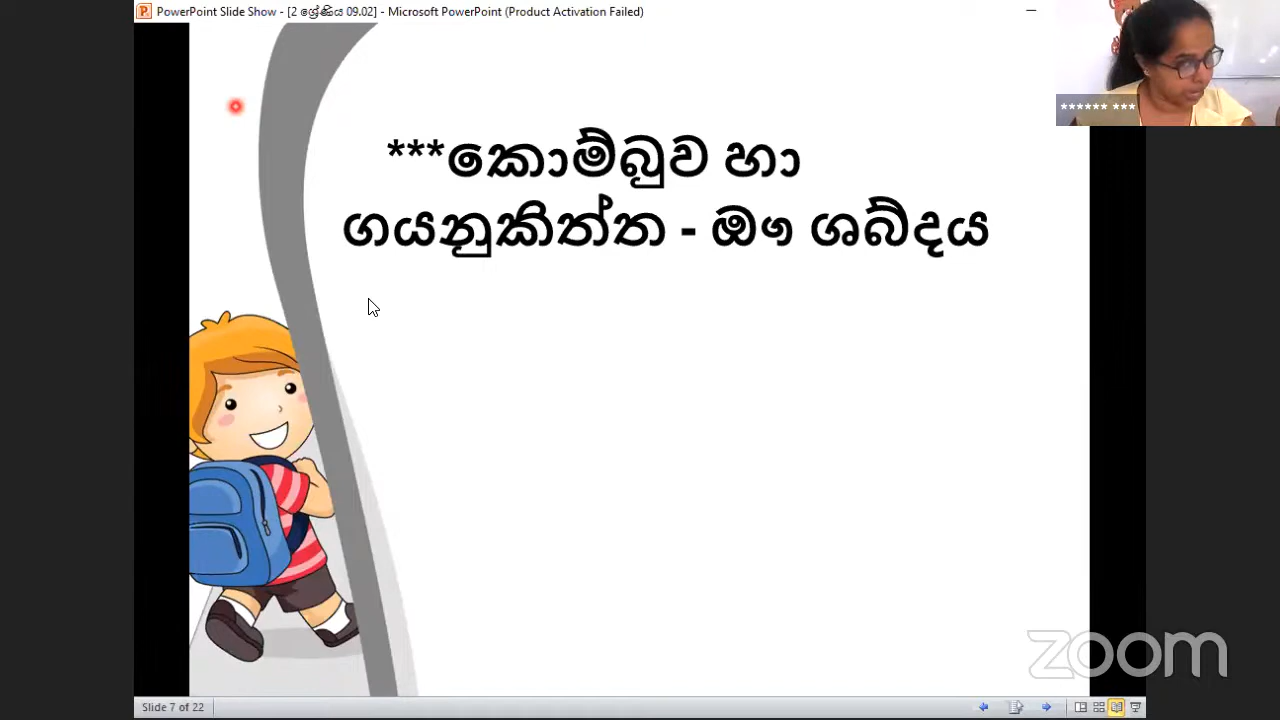 PowerPoint Slide Show - [2 ශ්‍රේණිය 09.02] - Microsoft PowerPoint (Product Activation Failed)
****** ***
***කොම්බුව හා
ගයනුකිත්ත - ඖ ශබ්දය
zoom
Slide 7 of 22